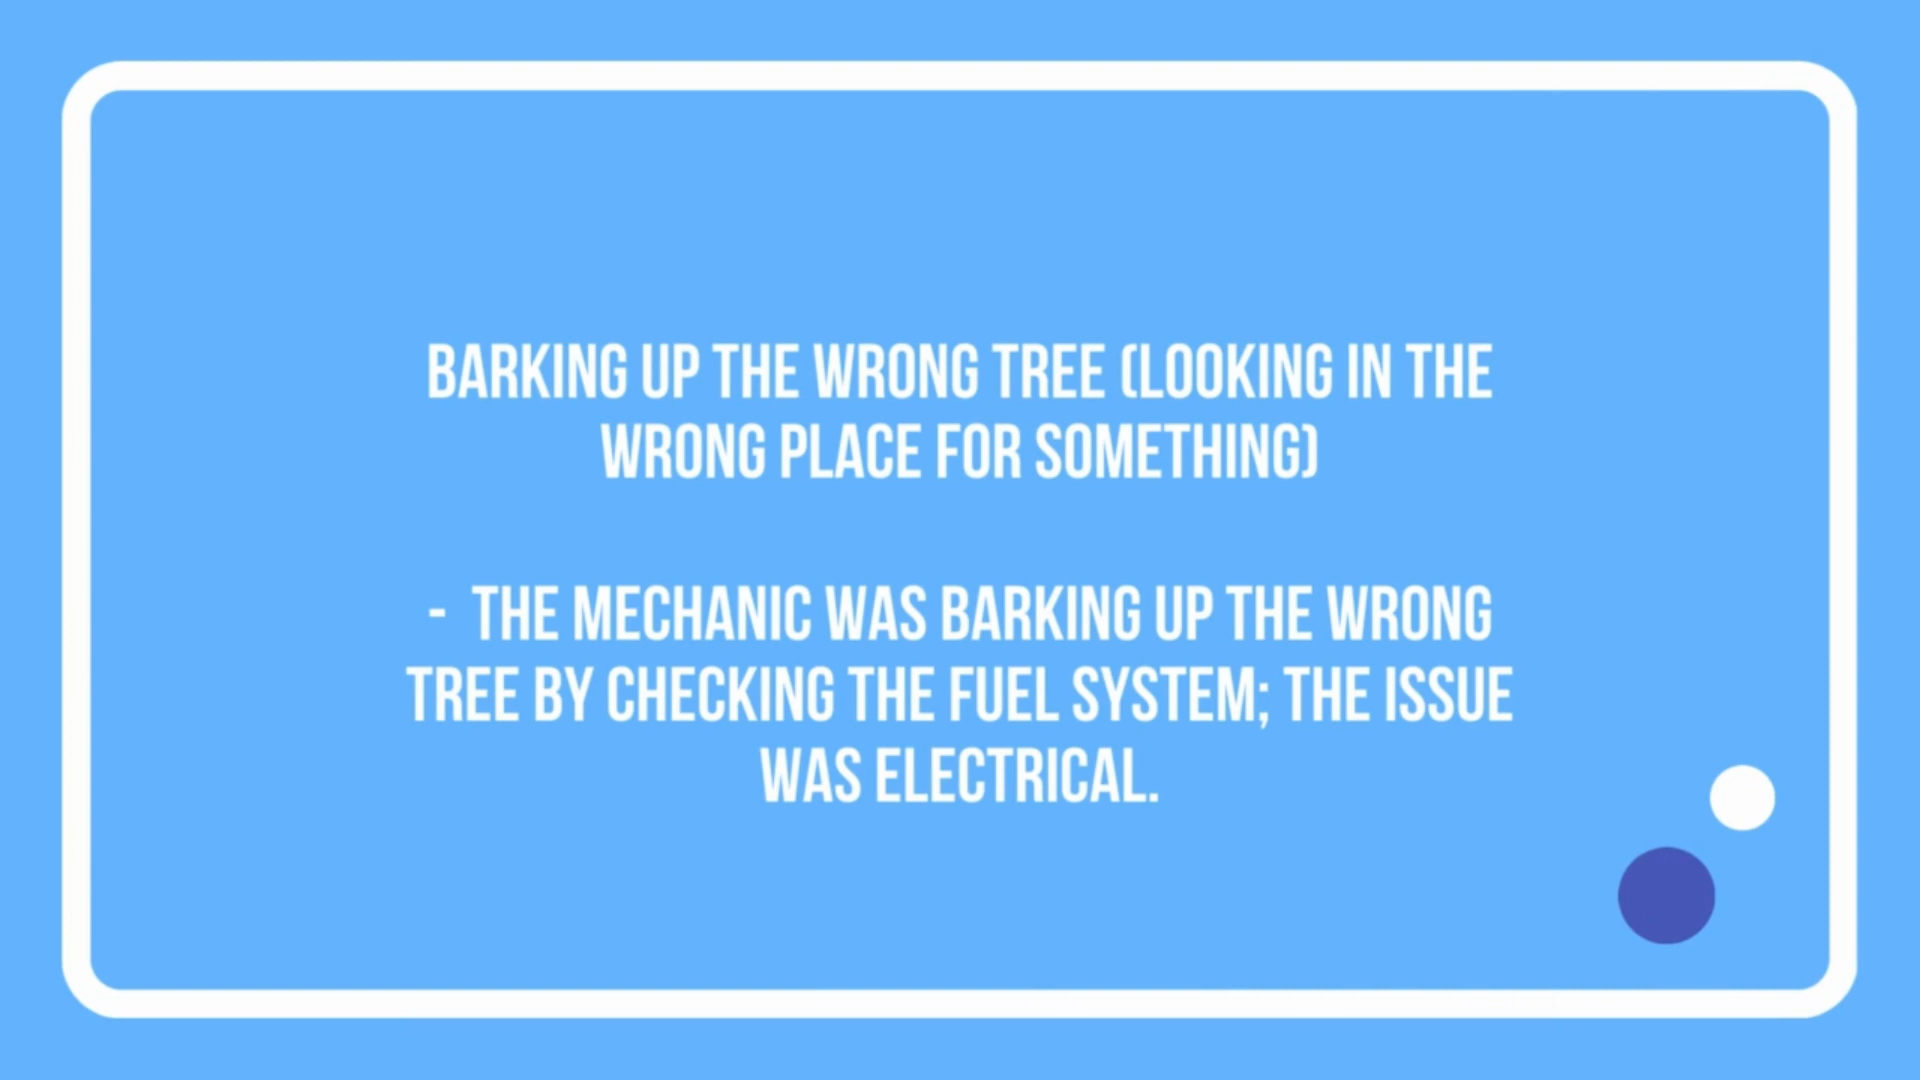 BARKING UP THE WRONG TREE (LOOKING IN THE
WRONG PLACE FOR SOMETHING)
- THE MECHANIC WAS BARKING UP THE WRONG
TREE BY CHECKING THE FUEL SYSTEM; THE ISSUE
WAS ELECTRICAL.